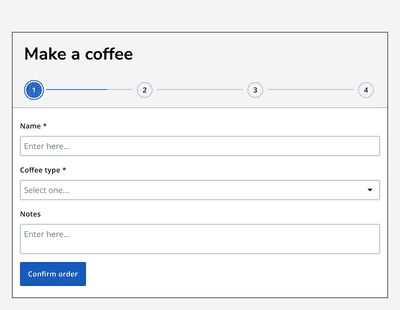 Make a coffee
1 2 3 4
Name *
Enter here...
Coffee type *
Select one...
Notes
Enter here...
Confirm order